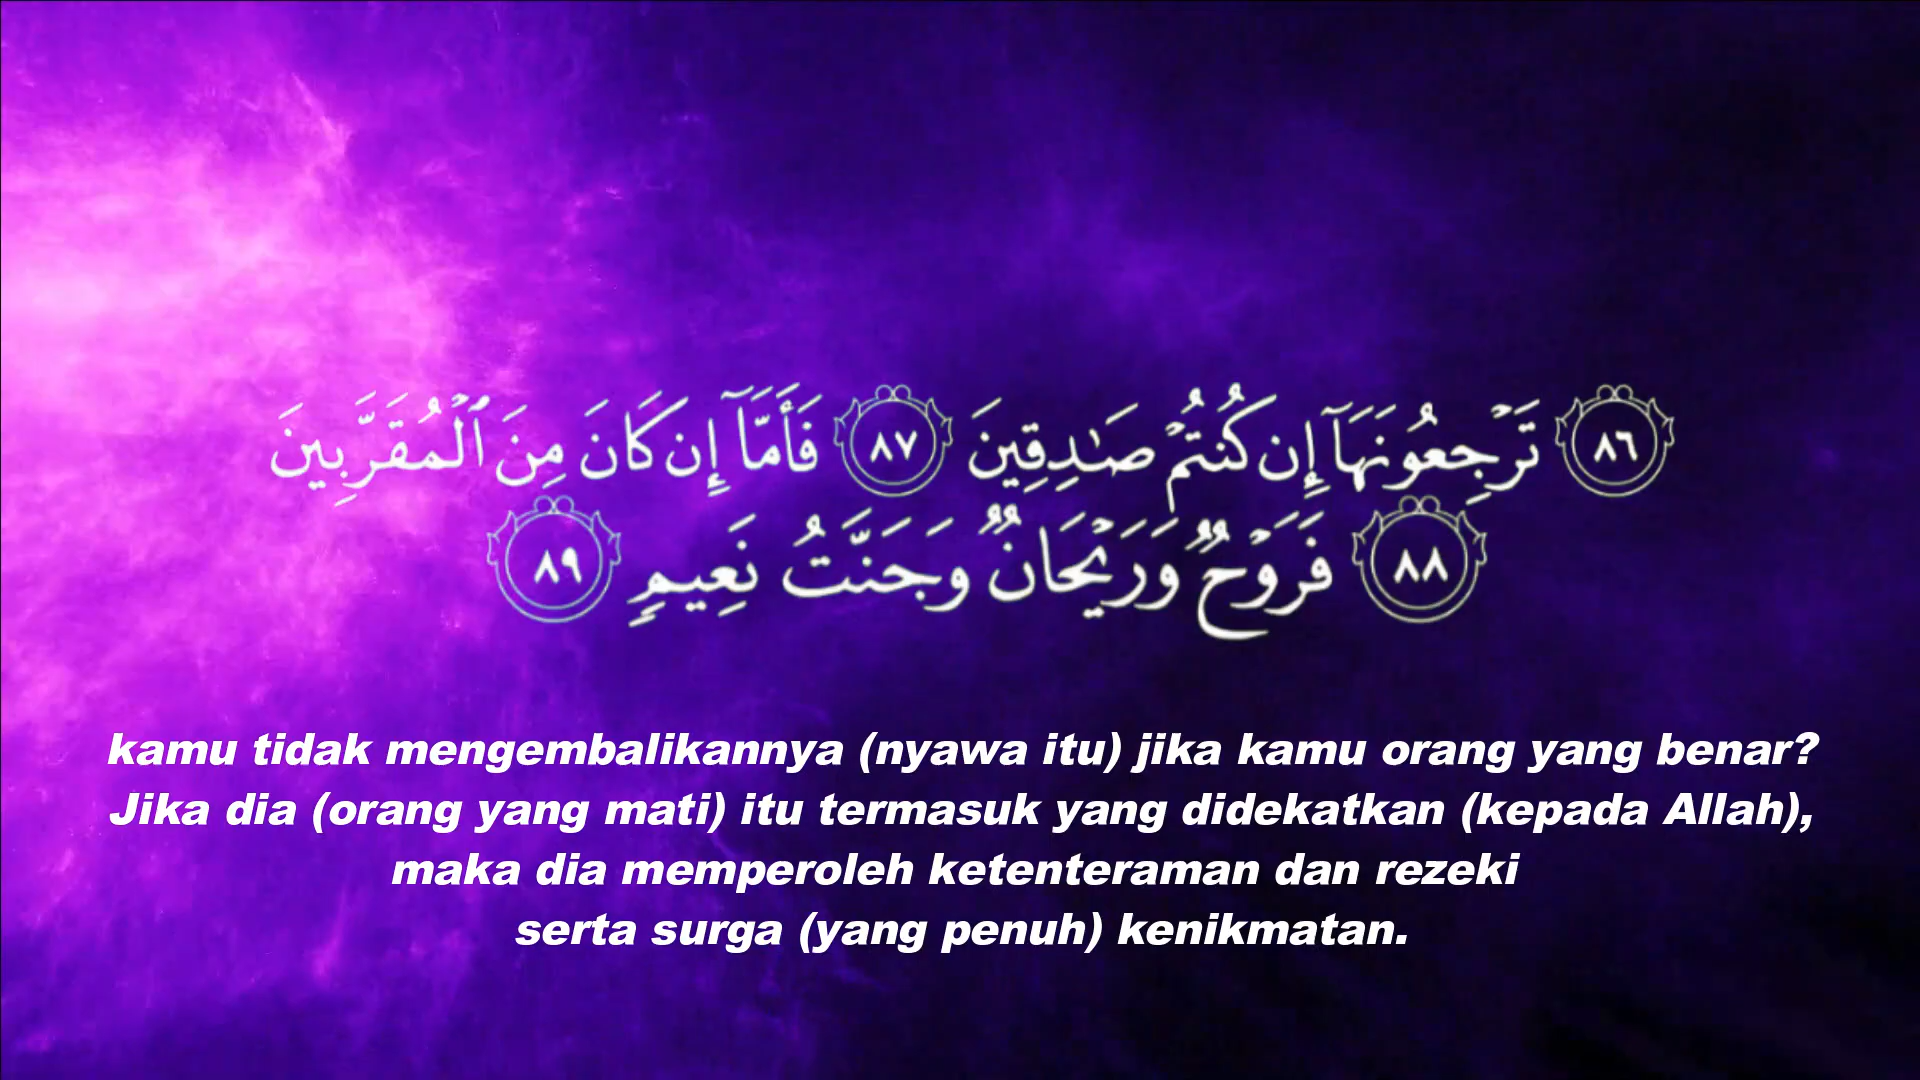 ٨٦ تَرْجِعُونَهَآ إِن كُنتُمْ صَـٰدِقِينَ ٨٧ فَأَمَّآ إِن كَانَ مِنَ ٱلْمُقَرَّبِينَ
٨٨ فَرَوْحٌ وَرَيْحَانٌ وَجَنَّتُ نَعِيمٍ ٨٩
kamu tidak mengembalikannya (nyawa itu) jika kamu orang yang benar?
Jika dia (orang yang mati) itu termasuk yang didekatkan (kepada Allah),
maka dia memperoleh ketenteraman dan rezeki
serta surga (yang penuh) kenikmatan.